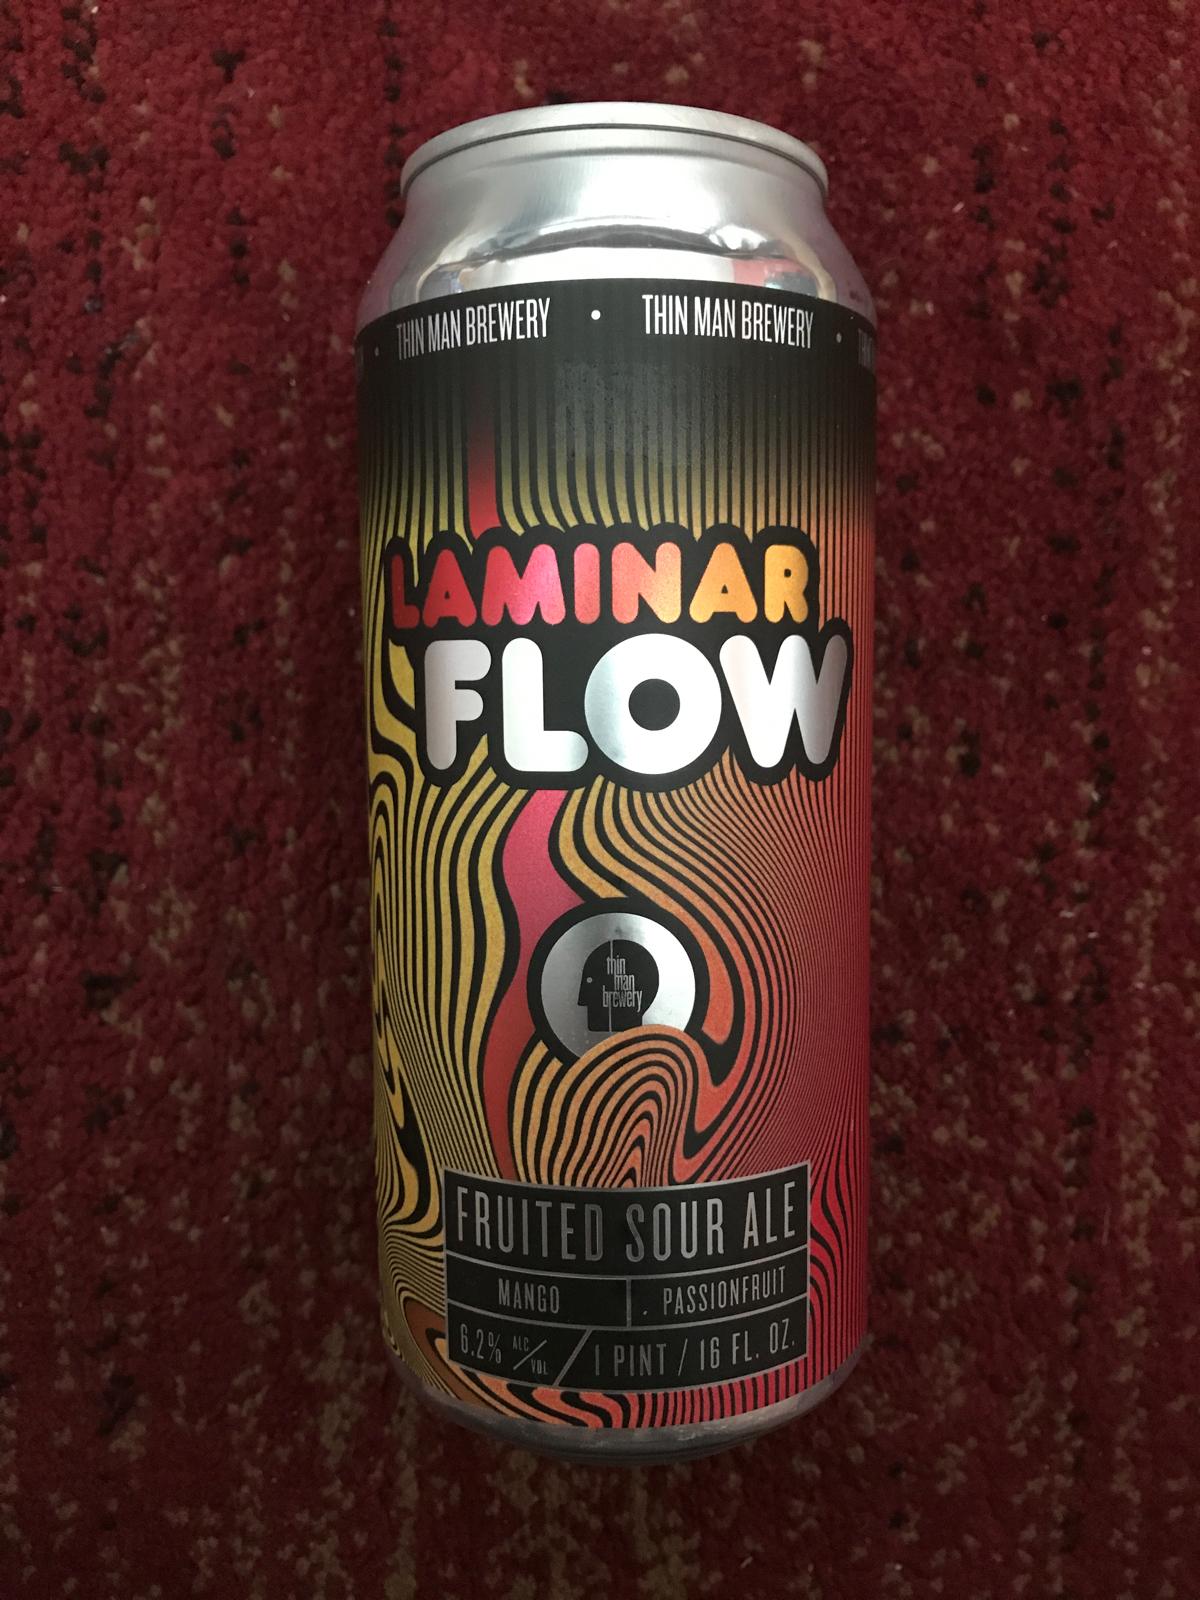 THIN MAN BREWERY • THIN MAN BREWERY •
LAMINAR
FLOW
thin
man
brewery
FRUITED SOUR ALE
MANGO . PASSIONFRUIT
6.2% ALC/VOL / 1 PINT / 16 FL. OZ.